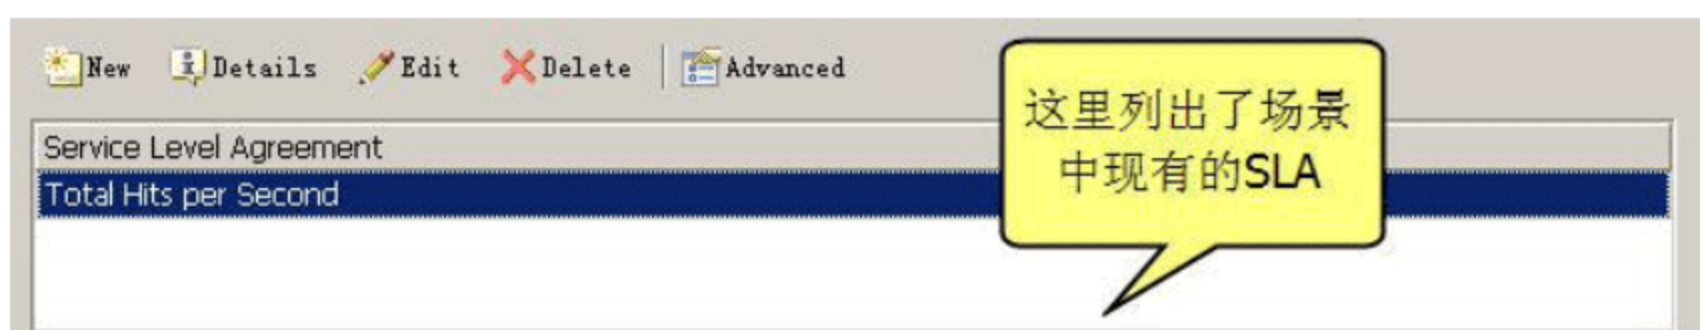 New Details Edit Delete Advanced
Service Level Agreement
Total Hits per Second
这里列出了场景
中现有的SLA